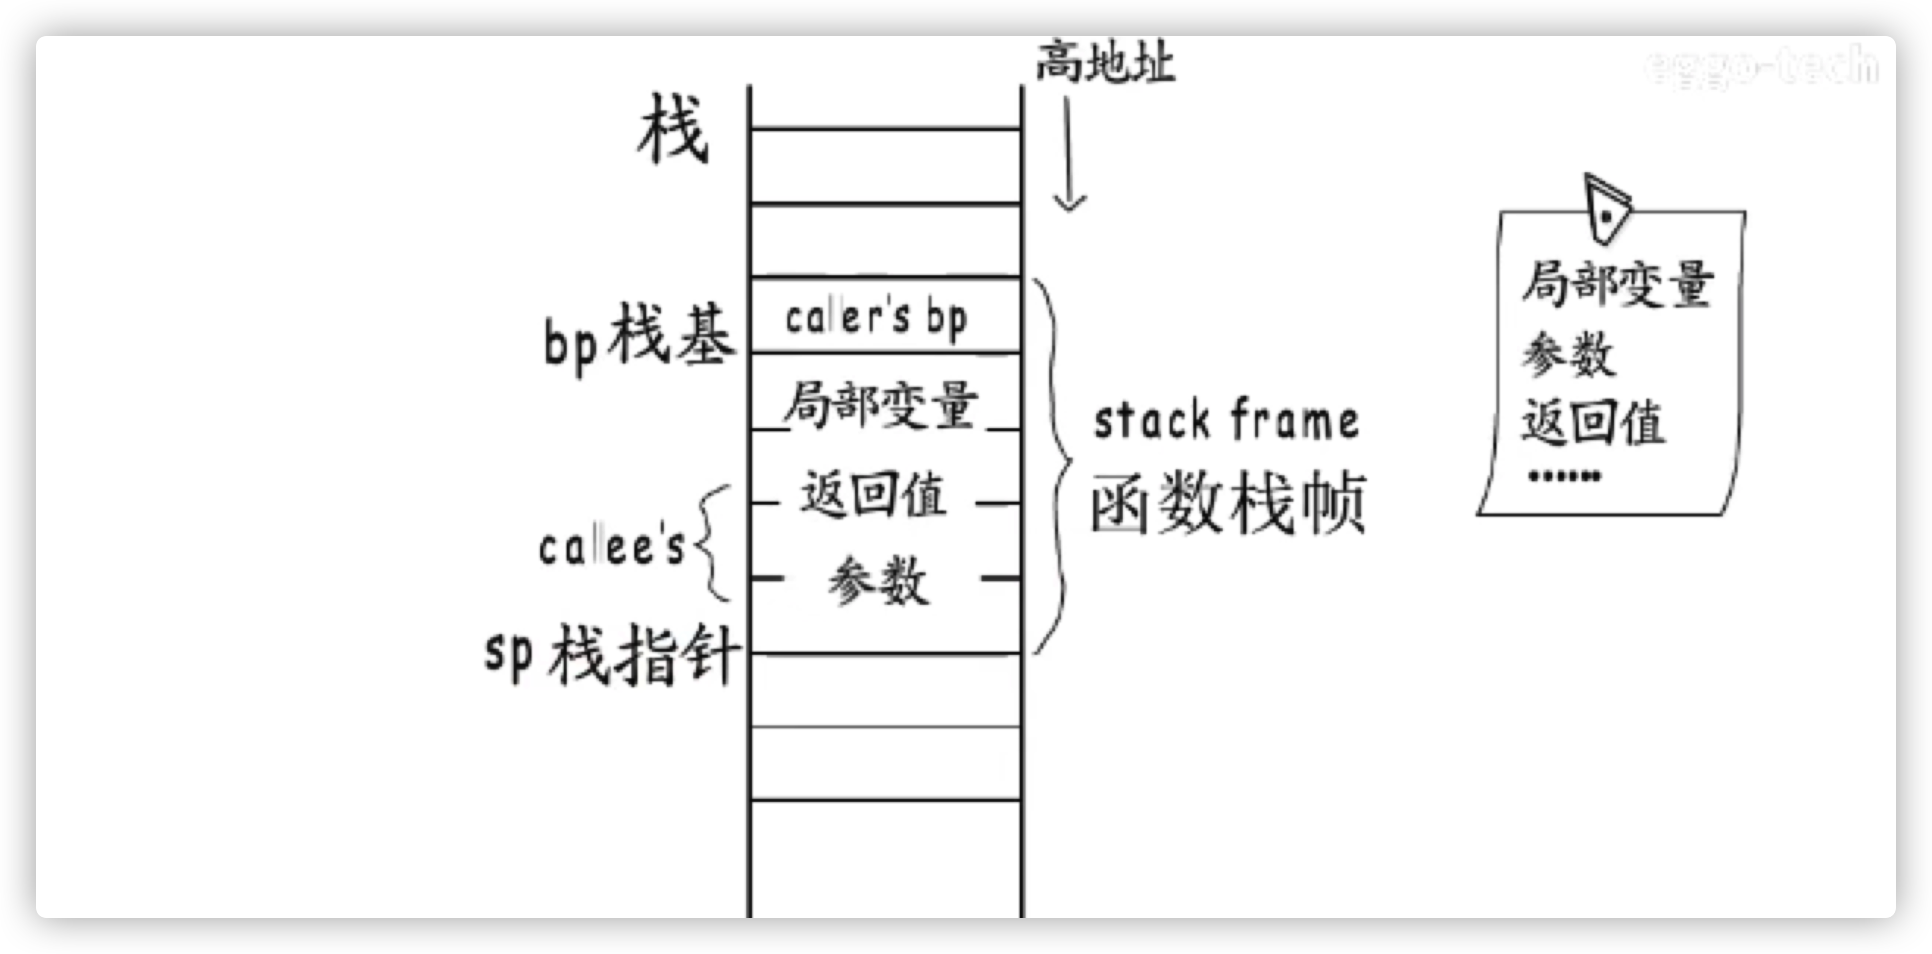 eggo-tech
高地址
栈
bp 栈基
caller's bp
局部变量
返回值
callee's
参数
sp 栈指针
stack frame
函数栈帧
局部变量
参数
返回值
......